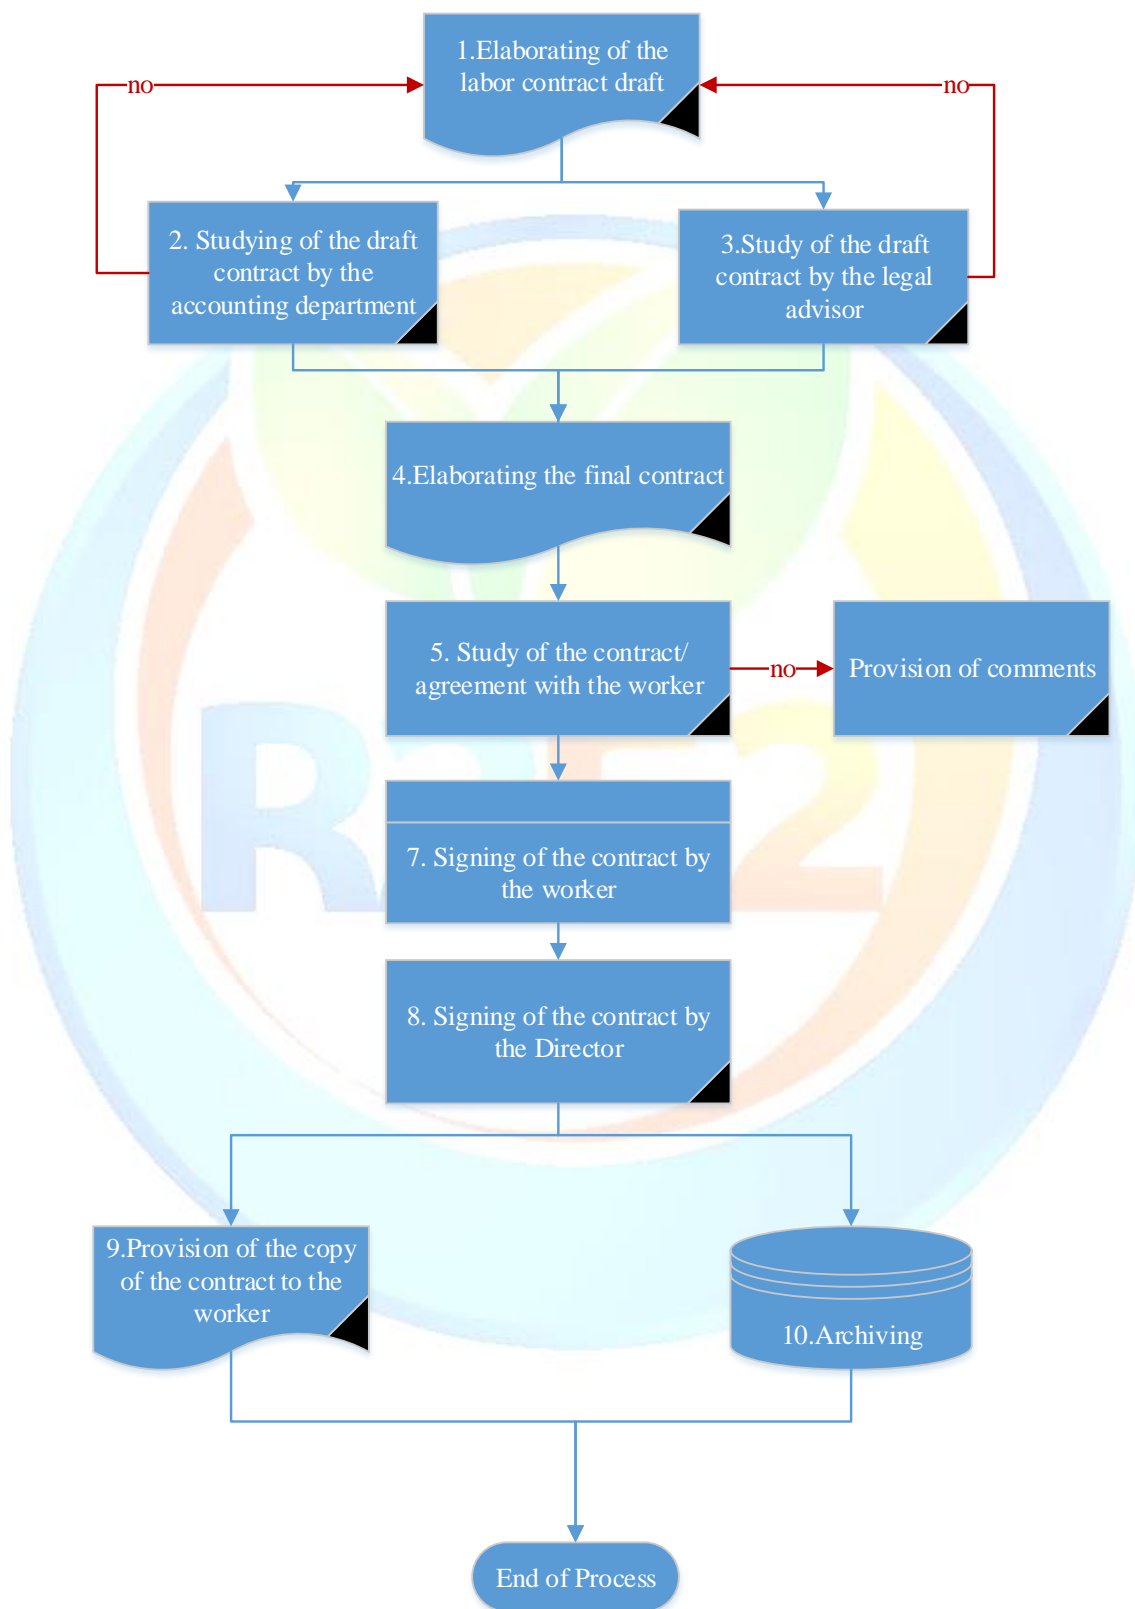 1.Elaborating of the
labor contract draft
no
no
2. Studying of the draft
contract by the
accounting department
3.Study of the draft
contract by the legal
advisor
4.Elaborating the final contract
5. Study of the contract/
agreement with the worker
no
Provision of comments
7. Signing of the contract by
the worker
8. Signing of the contract by
the Director
9.Provision of the copy
of the contract to the
worker
10.Archiving
End of Process
R2E2